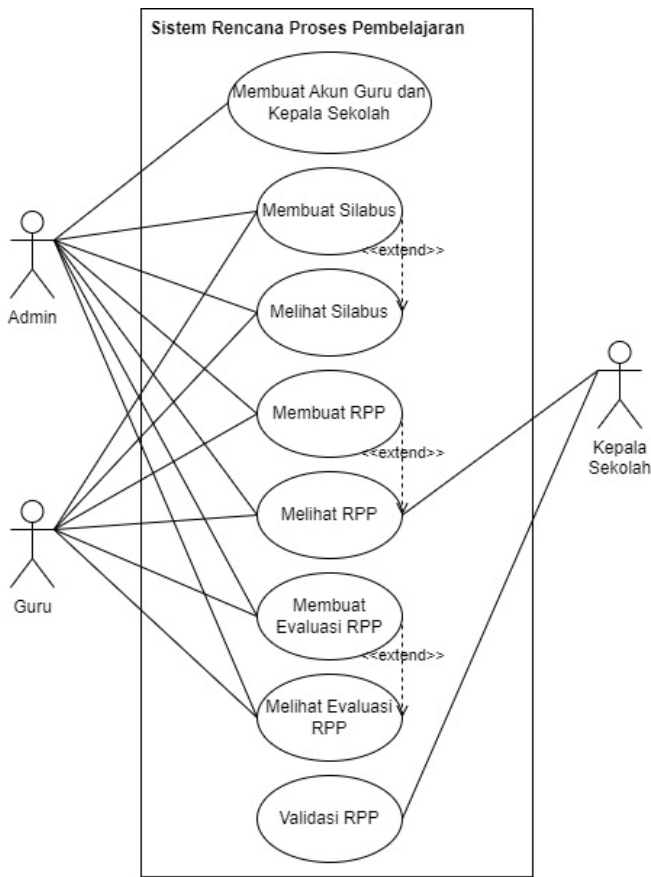 Sistem Rencana Proses Pembelajaran
Membuat Akun Guru dan
Kepala Sekolah
Membuat Silabus
<<extend>>
Admin
Melihat Silabus
Membuat RPP
<<extend>>
Kepala
Sekolah
Melihat RPP
Guru
Membuat
Evaluasi RPP
<<extend>>
Melihat Evaluasi
RPP
Validasi RPP